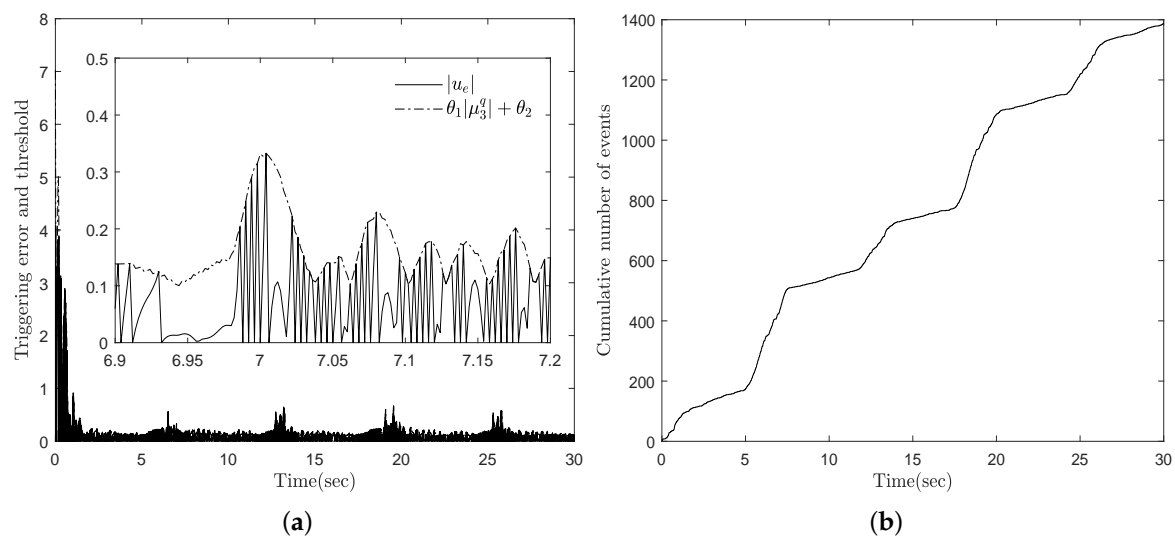 Triggering error and threshold
8
7
6
5
4
3
2
1
0
0 5 10 15 20 25 30
Time(sec)
0.5
0.4
0.3
0.2
0.1
0
6.9 6.95 7 7.05 7.1 7.15 7.2
|u_e|
θ₁|μ₃^q| + θ₂
(a)
Cumulative number of events
1400
1200
1000
800
600
400
200
0
0 5 10 15 20 25 30
Time(sec)
(b)